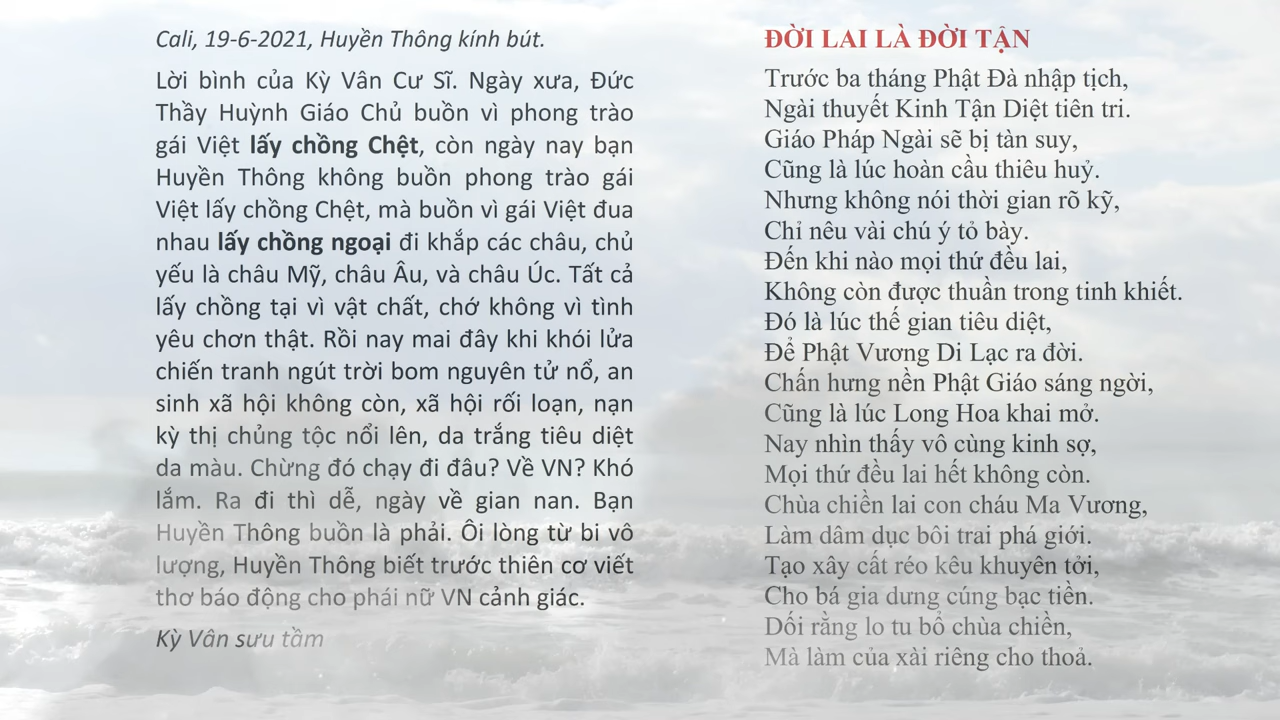 Cali, 19-6-2021, Huyền Thông kính bút.
Lời bình của Kỳ Vân Cư Sĩ. Ngày xưa, Đức
Thầy Huỳnh Giáo Chủ buồn vì phong trào
gái Việt lấy chồng Chệt, còn ngày nay bạn
Huyền Thông không buồn phong trào gái
Việt lấy chồng Chệt, mà buồn vì gái Việt đua
nhau lấy chồng ngoại đi khắp các châu, chủ
yếu là châu Mỹ, châu Âu, và châu Úc. Tất cả
lấy chồng tại vì vật chất, chớ không vì tình
yêu chơn thật. Rồi nay mai đây khi khói lửa
chiến tranh ngút trời bom nguyên tử nổ, an
sinh xã hội không còn, xã hội rối loạn, nạn
kỳ thị chủng tộc nổi lên, da trắng tiêu diệt
da màu. Chừng đó chạy đi đâu? Về VN? Khó
lắm. Ra đi thì dễ, ngày về gian nan. Bạn
Huyền Thông buồn là phải. Ôi lòng từ bi vô
lượng, Huyền Thông biết trước thiên cơ viết
thơ báo động cho phái nữ VN cảnh giác.
Kỳ Vân sưu tầm
ĐỜI LAI LÀ ĐỜI TẬN
Trước ba tháng Phật Đà nhập tịch,
Ngài thuyết Kinh Tận Diệt tiên tri.
Giáo Pháp Ngài sẽ bị tàn suy,
Cũng là lúc hoàn cầu thiêu huỷ.
Nhưng không nói thời gian rõ kỹ,
Chỉ nêu vài chú ý tỏ bày.
Đến khi nào mọi thứ đều lai,
Không còn được thuần trong tinh khiết.
Đó là lúc thế gian tiêu diệt,
Để Phật Vương Di Lạc ra đời.
Chấn hưng nền Phật Giáo sáng ngời,
Cũng là lúc Long Hoa khai mở.
Nay nhìn thấy vô cùng kinh sợ,
Mọi thứ đều lai hết không còn.
Chùa chiền lai con cháu Ma Vương,
Làm dâm dục bôi trai phá giới.
Tạo xây cất réo kêu khuyên tởi,
Cho bá gia dưng cúng bạc tiền.
Dối rằng lo tu bổ chùa chiền,
Mà làm của xài riêng cho thoả.